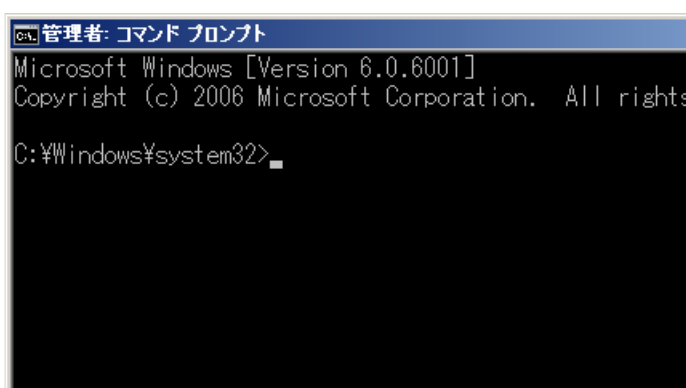 管理者: コマンド プロンプト
Microsoft Windows [Version 6.0.6001]
Copyright (c) 2006 Microsoft Corporation.  All rights
C:¥Windows¥system32>